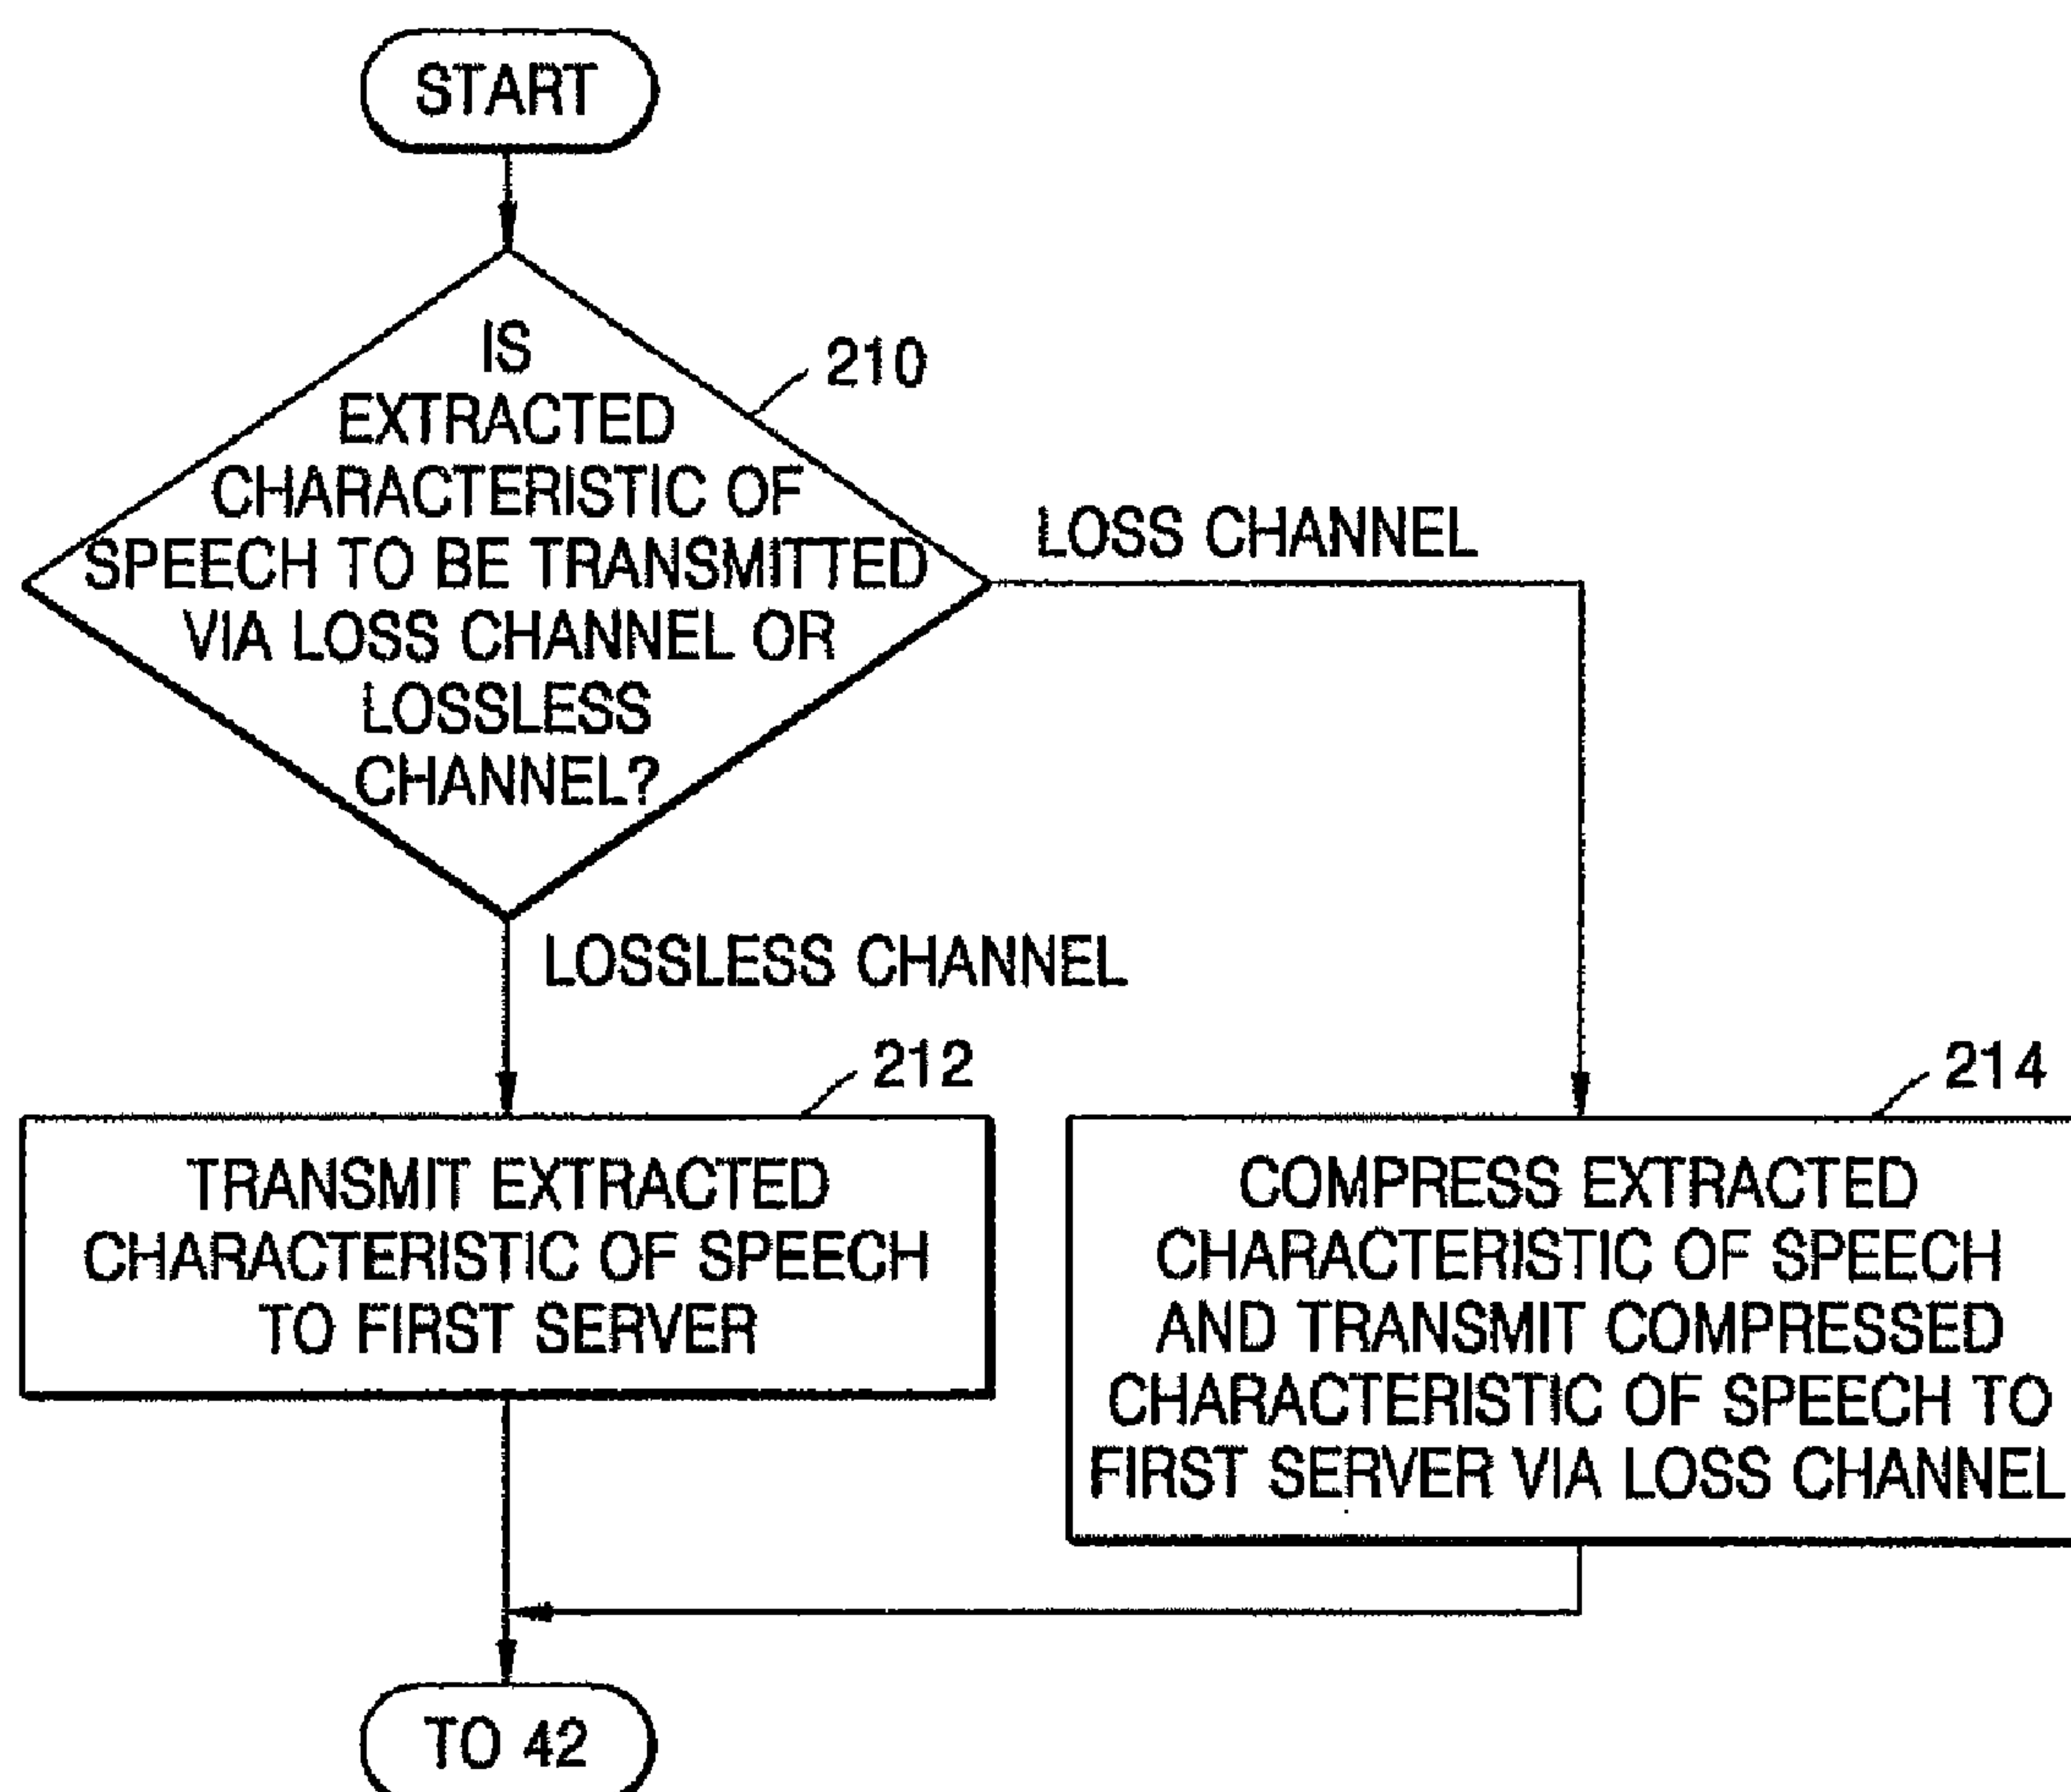 START
IS
EXTRACTED
CHARACTERISTIC OF
SPEECH TO BE TRANSMITTED
VIA LOSS CHANNEL OR
LOSSLESS
CHANNEL?
210
LOSS CHANNEL
LOSSLESS CHANNEL
212
TRANSMIT EXTRACTED
CHARACTERISTIC OF SPEECH
TO FIRST SERVER
214
COMPRESS EXTRACTED
CHARACTERISTIC OF SPEECH
AND TRANSMIT COMPRESSED
CHARACTERISTIC OF SPEECH TO
FIRST SERVER VIA LOSS CHANNEL
TO 42